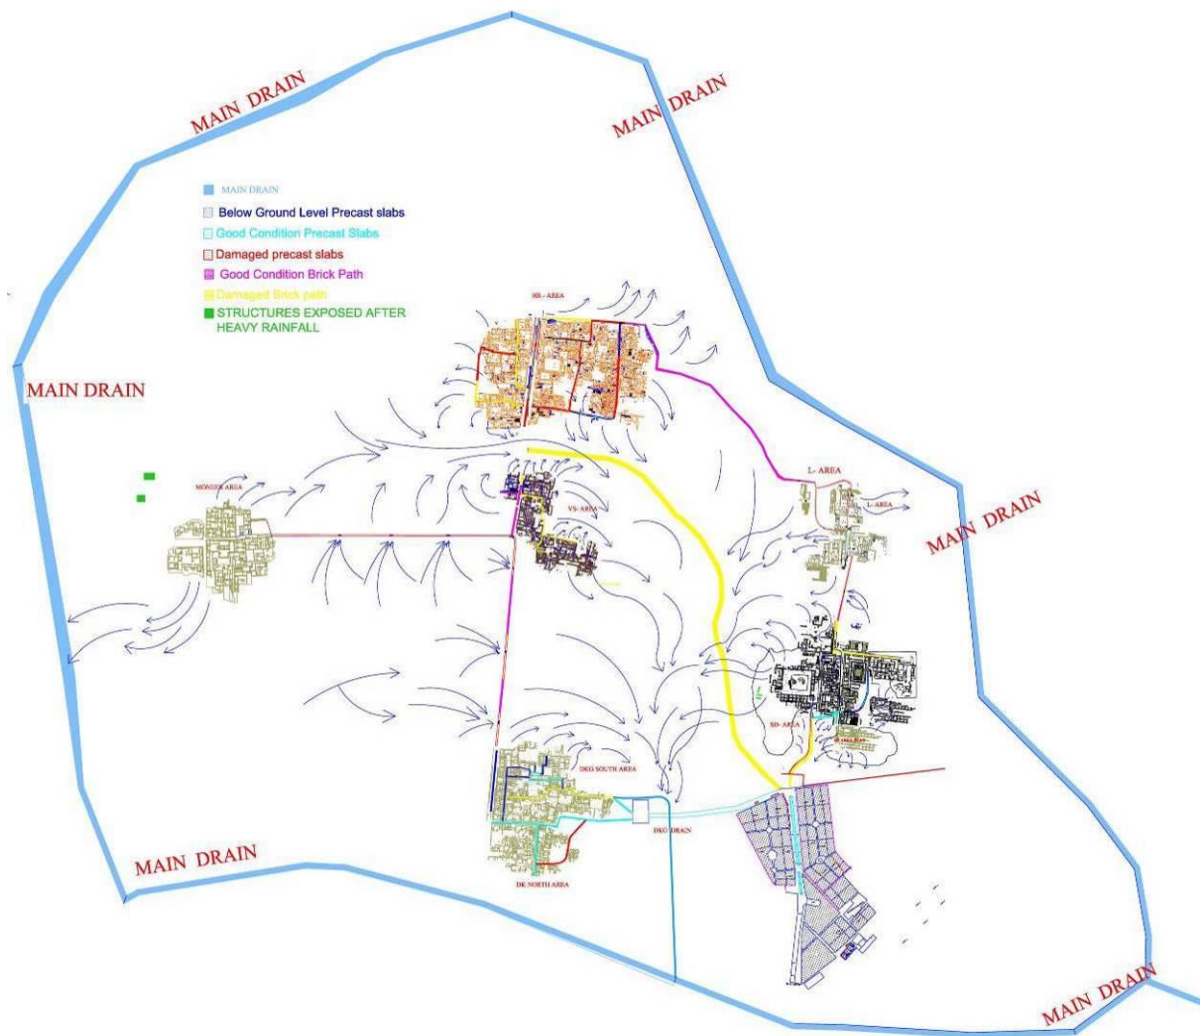 MAIN DRAIN
MAIN DRAIN
MAIN DRAIN
Below Ground Level Precast slabs
Good Condition Precast Slabs
Damaged precast slabs
Good Condition Brick Path
Damaged Brick path
STRUCTURES EXPOSED AFTER
HEAVY RAINFALL
HR - AREA
MAIN DRAIN
L- AREA
MONEER AREA
L- AREA
VS- AREA
MAIN DRAIN
SD- AREA
DKG SOUTH AREA
DKG DRAIN
MAIN DRAIN
DK NORTH AREA
MAIN DRAIN